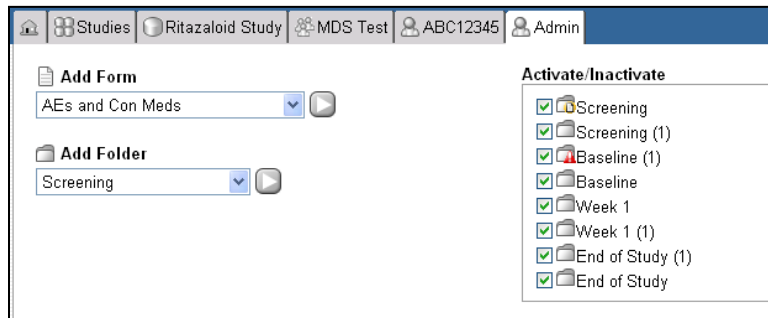 Studies Ritazaloid Study MDS Test ABC12345 Admin
Add Form
AEs and Con Meds
Add Folder
Screening
Activate/Inactivate
Screening
Screening (1)
Baseline (1)
Baseline
Week 1
Week 1 (1)
End of Study (1)
End of Study